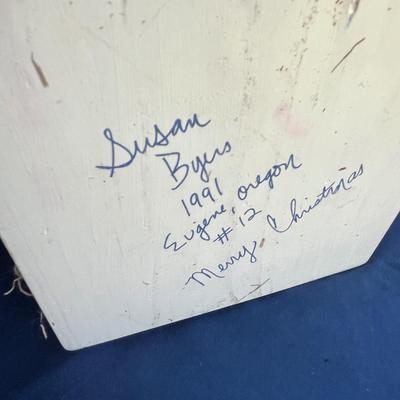 Susan
Byers
1991
Eugene, oregon
#12
Merry Christmas